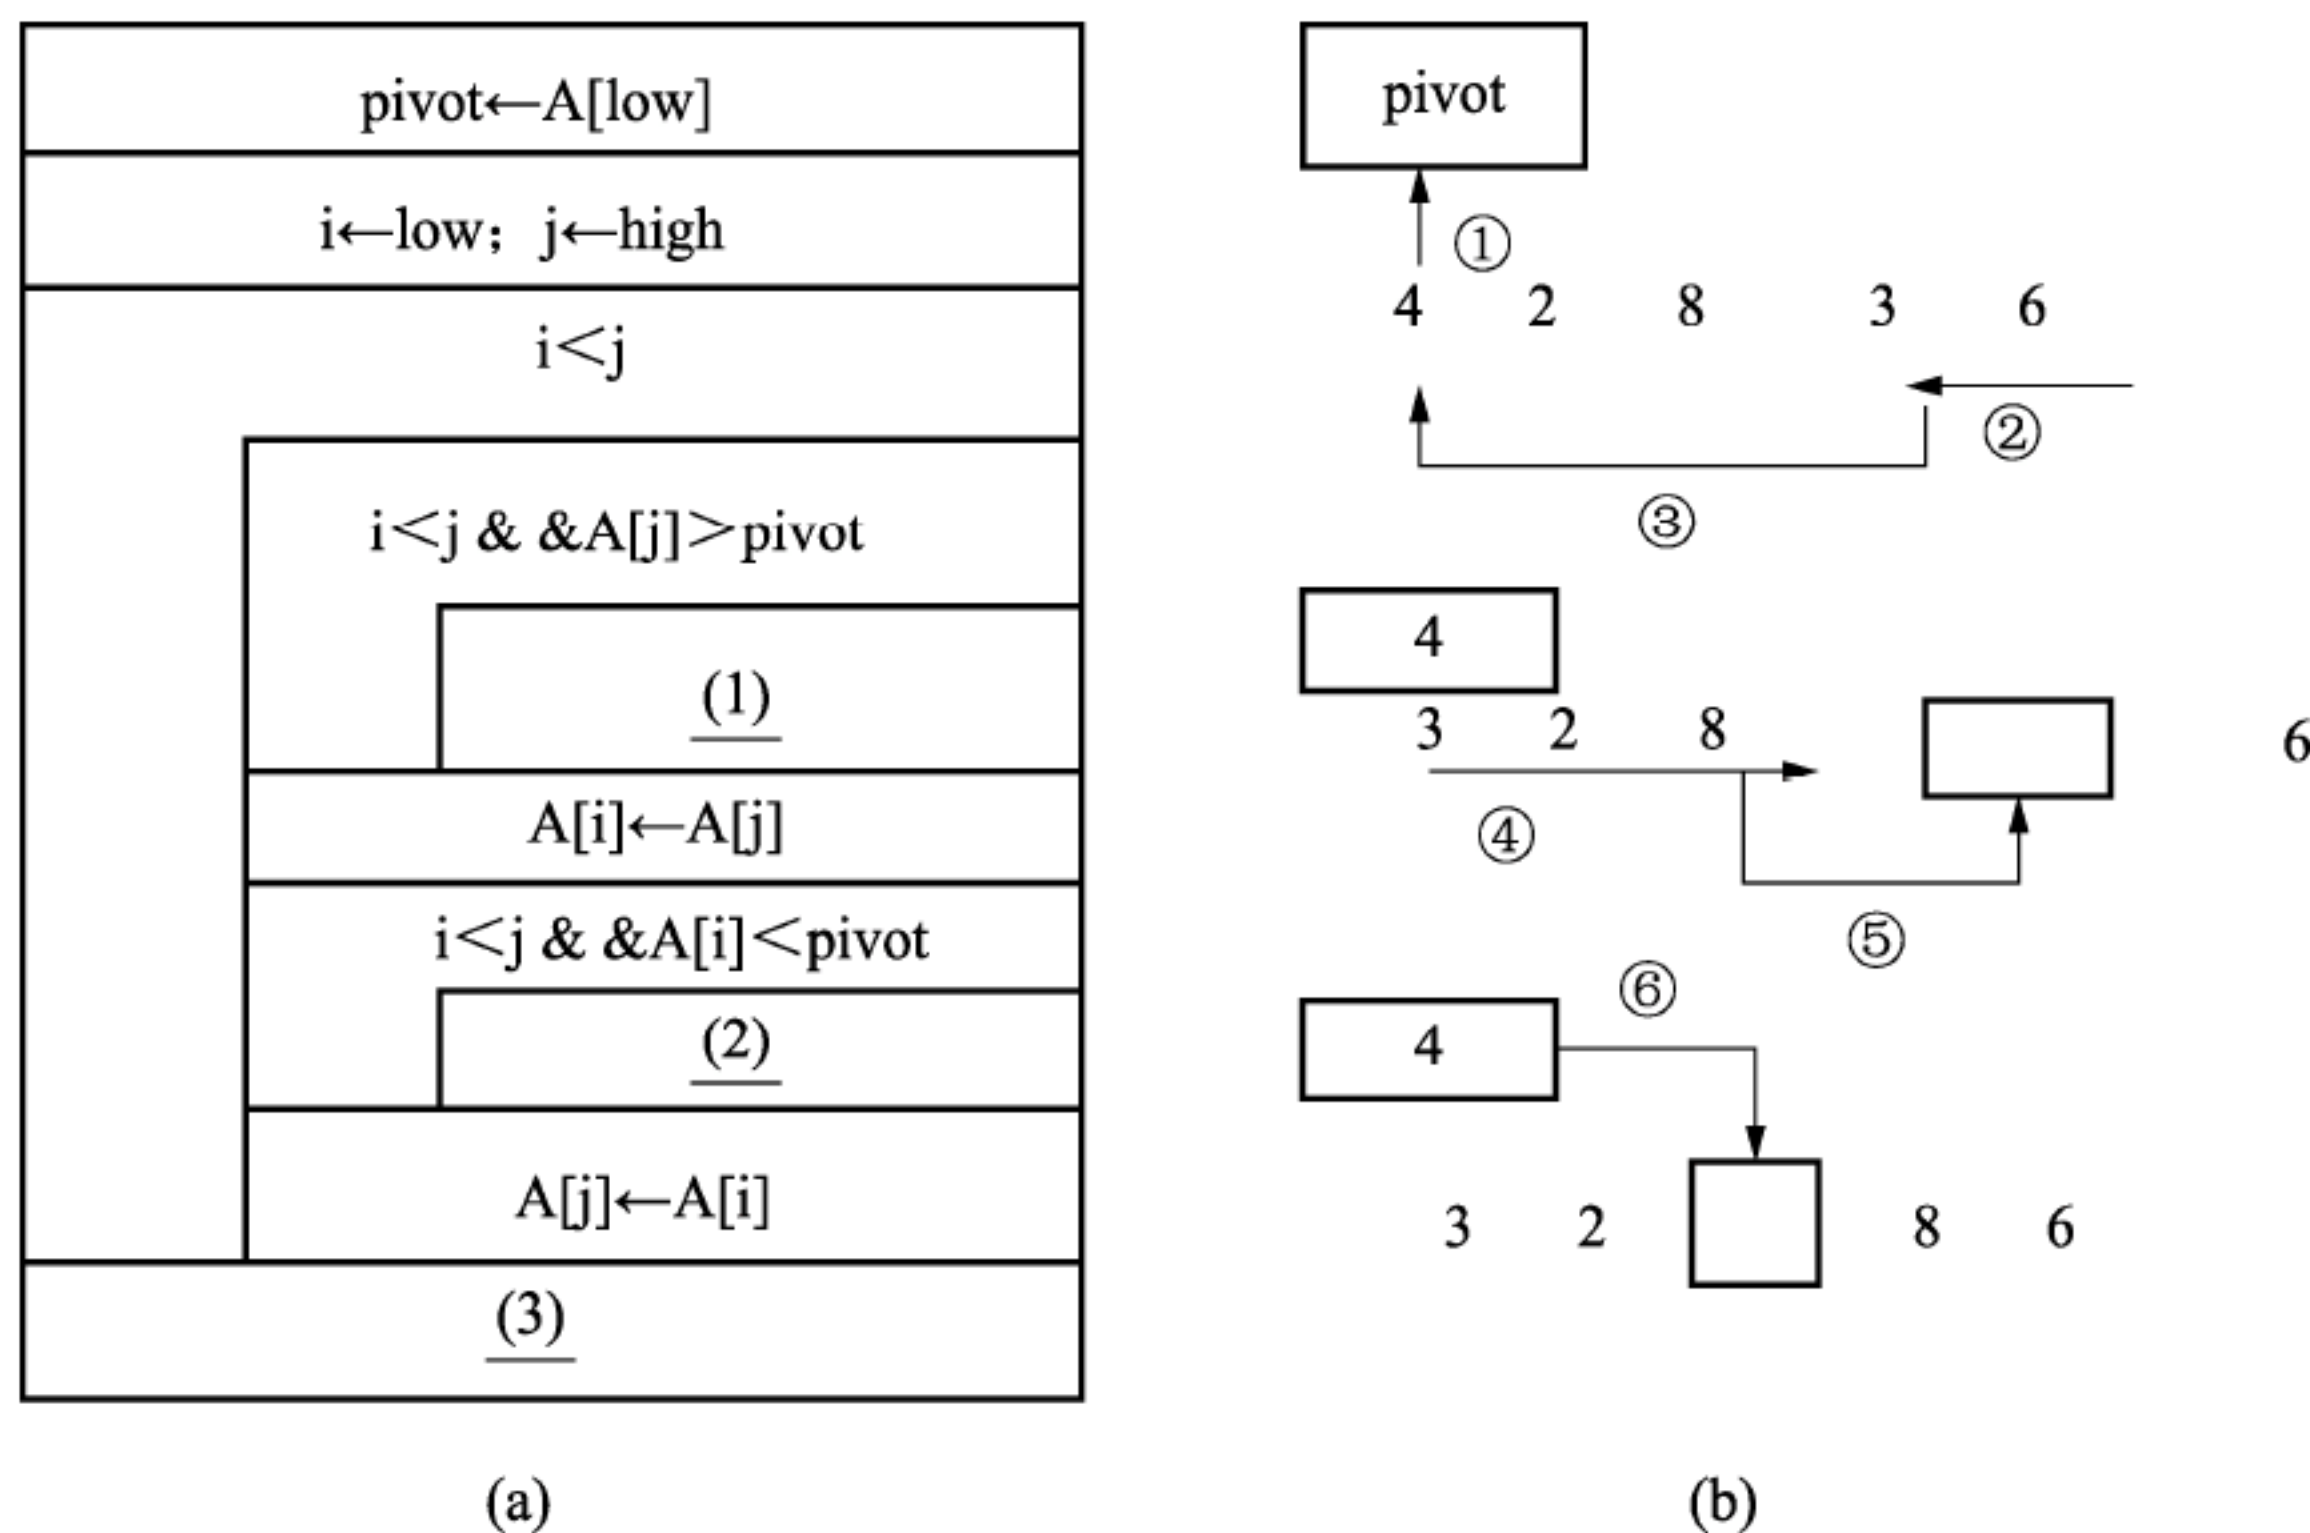 pivot←A[low]
i←low；j←high
i<j
i<j & &A[j]>pivot
(1)
A[i]←A[j]
i<j & &A[i]<pivot
(2)
A[j]←A[i]
(3)
(a)
pivot
①
4 2 8 3 6
②
③
4
3 2 8 6
④
⑤
⑥
4
3 2 8 6
(b)